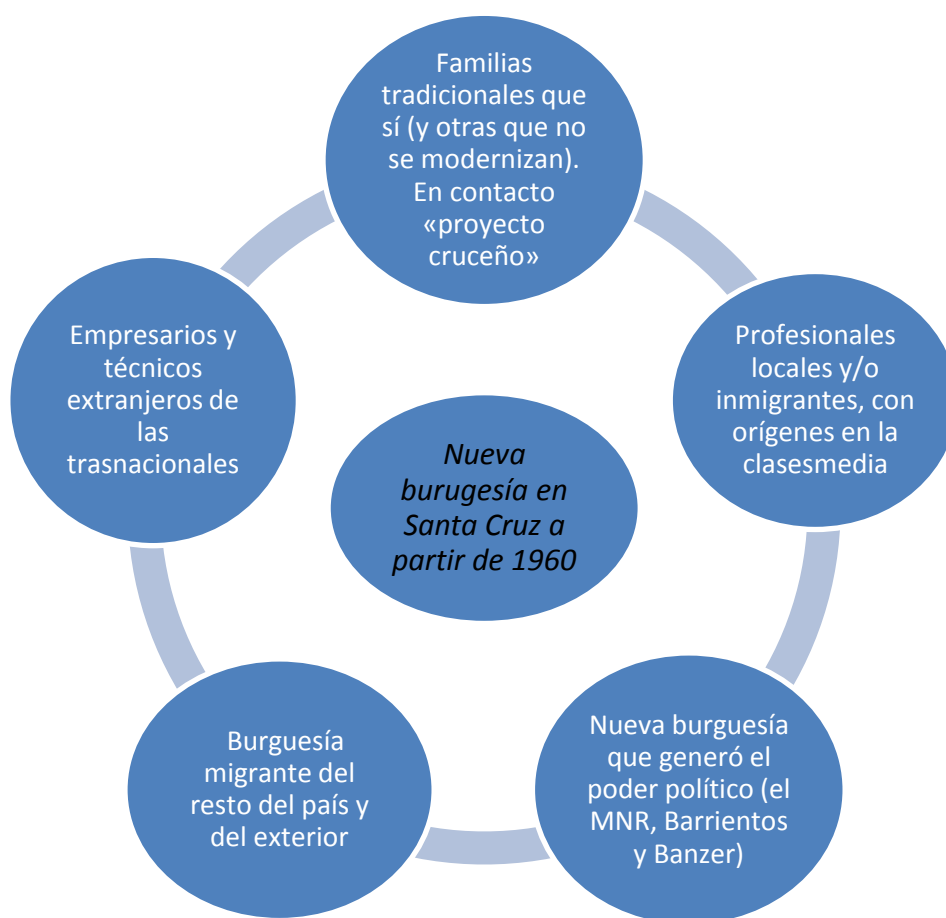 Familias
tradicionales que
sí (y otras que no
se modernizan).
En contacto
«proyecto
cruceño»
Profesionales
locales y/o
inmigrantes, con
orígenes en la
clasesmedia
Nueva burguesía
que generó el
poder político (el
MNR, Barrientos
y Banzer)
Burguesía
migrante del
resto del país y
del exterior
Empresarios y
técnicos
extranjeros de
las
trasnacionales
Nueva
burugesía en
Santa Cruz a
partir de 1960